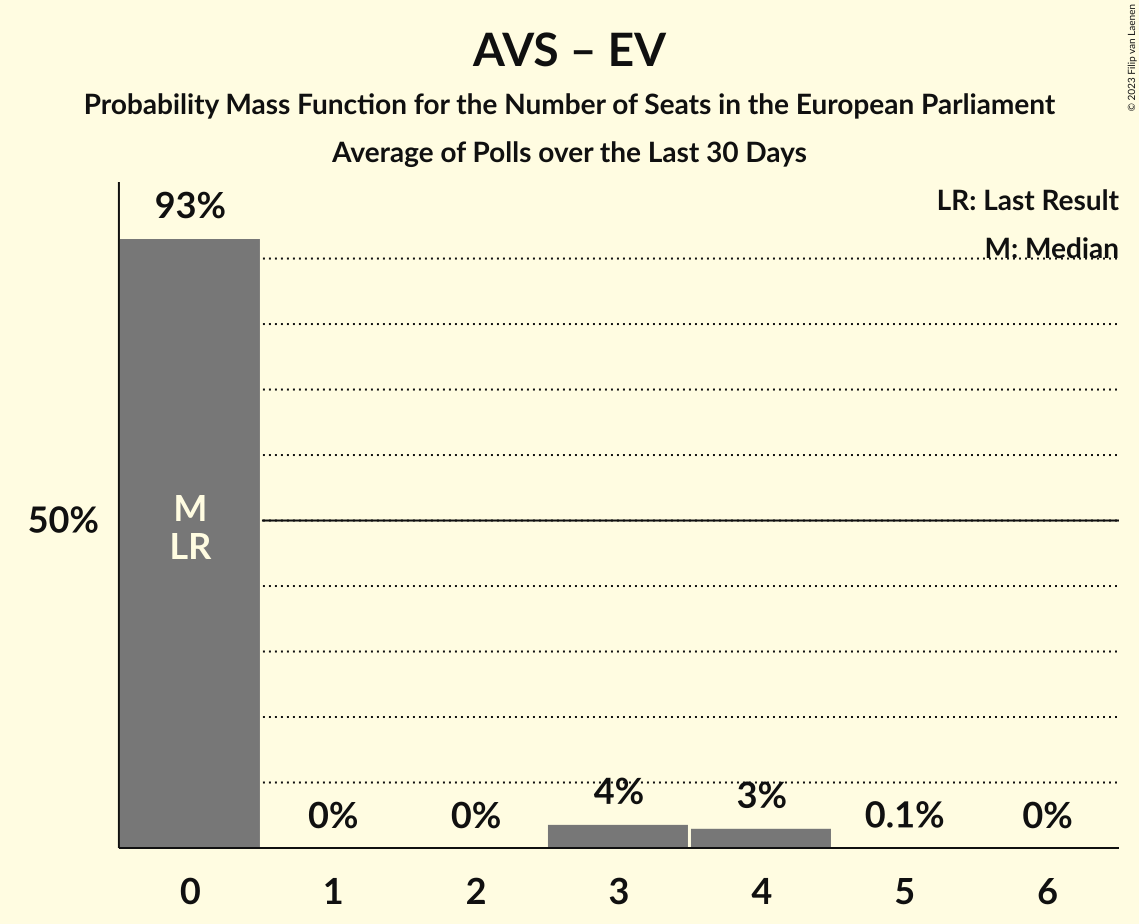 AVS – EV
Probability Mass Function for the Number of Seats in the European Parliament
Average of Polls over the Last 30 Days
© 2023 Filip van Laenen
LR: Last Result
M: Median
93%
M
LR
50%
4%
3%
0%
0%
0.1%
0%
0
1
2
3
4
5
6